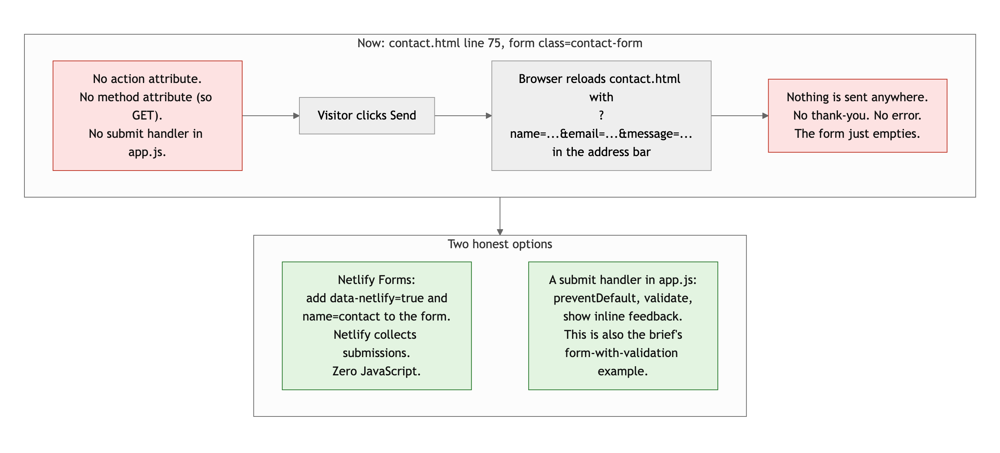 Now: contact.html line 75, form class=contact-form
No action attribute.
No method attribute (so
GET).
No submit handler in
app.js.
Visitor clicks Send
Browser reloads contact.html
with
?
name=...&email=...&message=...
in the address bar
Nothing is sent anywhere.
No thank-you. No error.
The form just empties.
Two honest options
Netlify Forms:
add data-netlify=true and
name=contact to the form.
Netlify collects
submissions.
Zero JavaScript.
A submit handler in app.js:
preventDefault, validate,
show inline feedback.
This is also the brief's
form-with-validation
example.